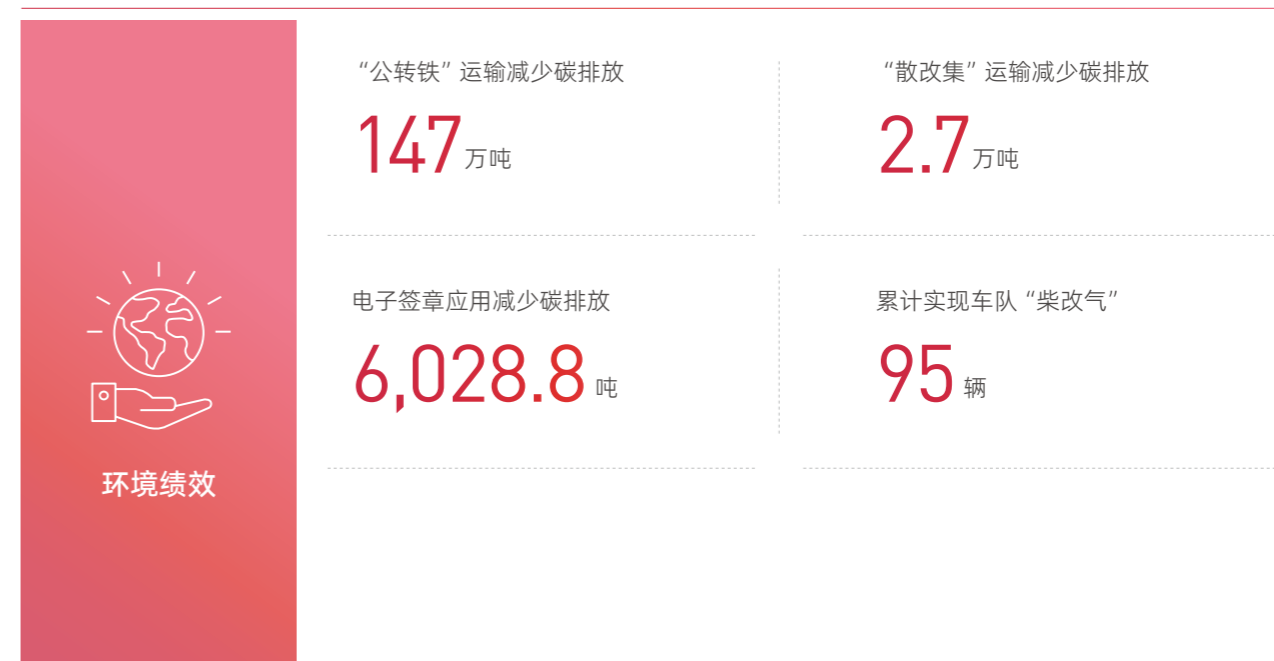 “公转铁”运输减少碳排放
147万吨
“散改集”运输减少碳排放
2.7万吨
电子签章应用减少碳排放
6,028.8吨
累计实现车队“柴改气”
95辆
环境绩效